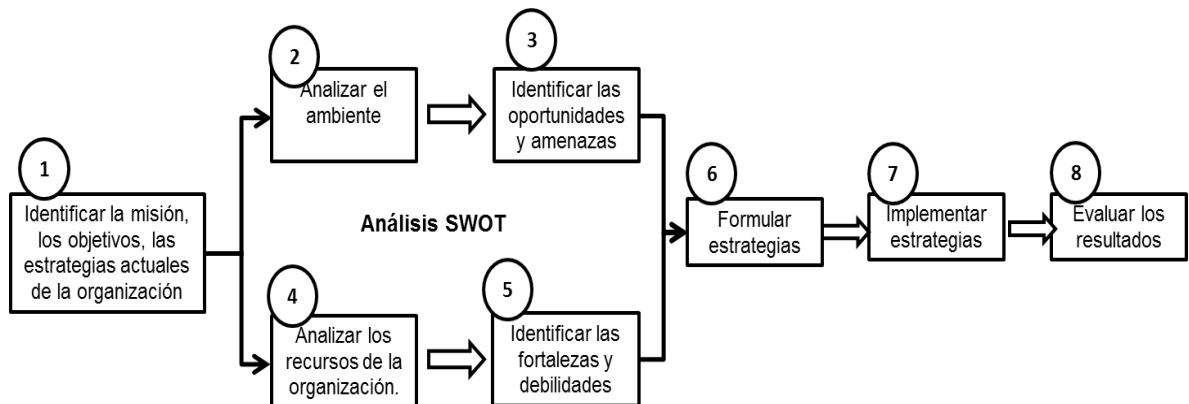 1
Identificar la misión,
los objetivos, las
estrategias actuales
de la organización
2
Analizar el
ambiente
3
Identificar las
oportunidades
y amenazas
Análisis SWOT
4
Analizar los
recursos de la
organización.
5
Identificar las
fortalezas y
debilidades
6
Formular
estrategias
7
Implementar
estrategias
8
Evaluar los
resultados